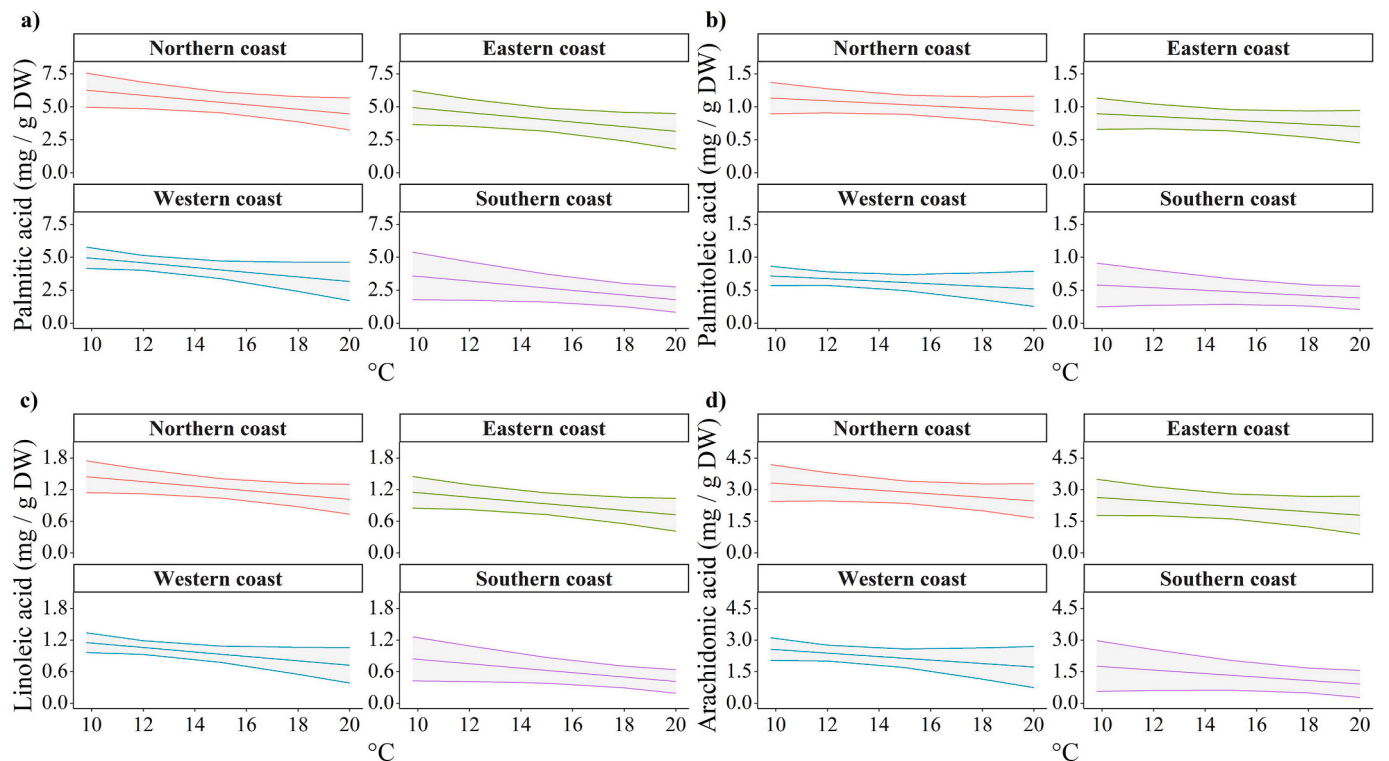 a)
Palmitic acid (mg / g DW)
Northern coast
Eastern coast
7.5
5.0
2.5
0.0
7.5
5.0
2.5
0.0
Western coast
Southern coast
7.5
5.0
2.5
0.0
7.5
5.0
2.5
0.0
10 12 14 16 18 20
10 12 14 16 18 20
°C
b)
Palmitoleic acid (mg / g DW)
Northern coast
Eastern coast
1.5
1.0
0.5
0.0
1.5
1.0
0.5
0.0
Western coast
Southern coast
1.5
1.0
0.5
0.0
1.5
1.0
0.5
0.0
10 12 14 16 18 20
10 12 14 16 18 20
°C
c)
Linoleic acid (mg / g DW)
Northern coast
Eastern coast
1.8
1.2
0.6
0.0
1.8
1.2
0.6
0.0
Western coast
Southern coast
1.8
1.2
0.6
0.0
1.8
1.2
0.6
0.0
10 12 14 16 18 20
10 12 14 16 18 20
°C
d)
Arachidonic acid (mg / g DW)
Northern coast
Eastern coast
4.5
3.0
1.5
0.0
4.5
3.0
1.5
0.0
Western coast
Southern coast
4.5
3.0
1.5
0.0
4.5
3.0
1.5
0.0
10 12 14 16 18 20
10 12 14 16 18 20
°C